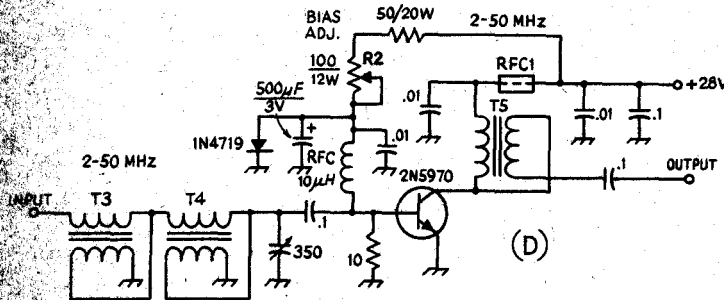 BIAS
ADJ.
50/20W
2-50 MHz
100
12W
R2
RFC1
+28V
500µF
3V
+
.01
T5
.01
.1
1N4719
.01
2-50 MHz
RFC
10µH
2N5970
.1
OUTPUT
INPUT
T3
T4
.1
350
10
(D)